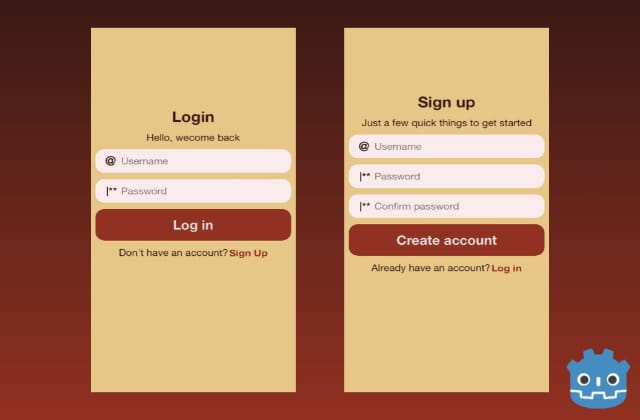 Login
Hello, wecome back
@ Username
|** Password
Log in
Don't have an account? Sign Up
Sign up
Just a few quick things to get started
@ Username
|** Password
|** Confirm password
Create account
Already have an account? Log in